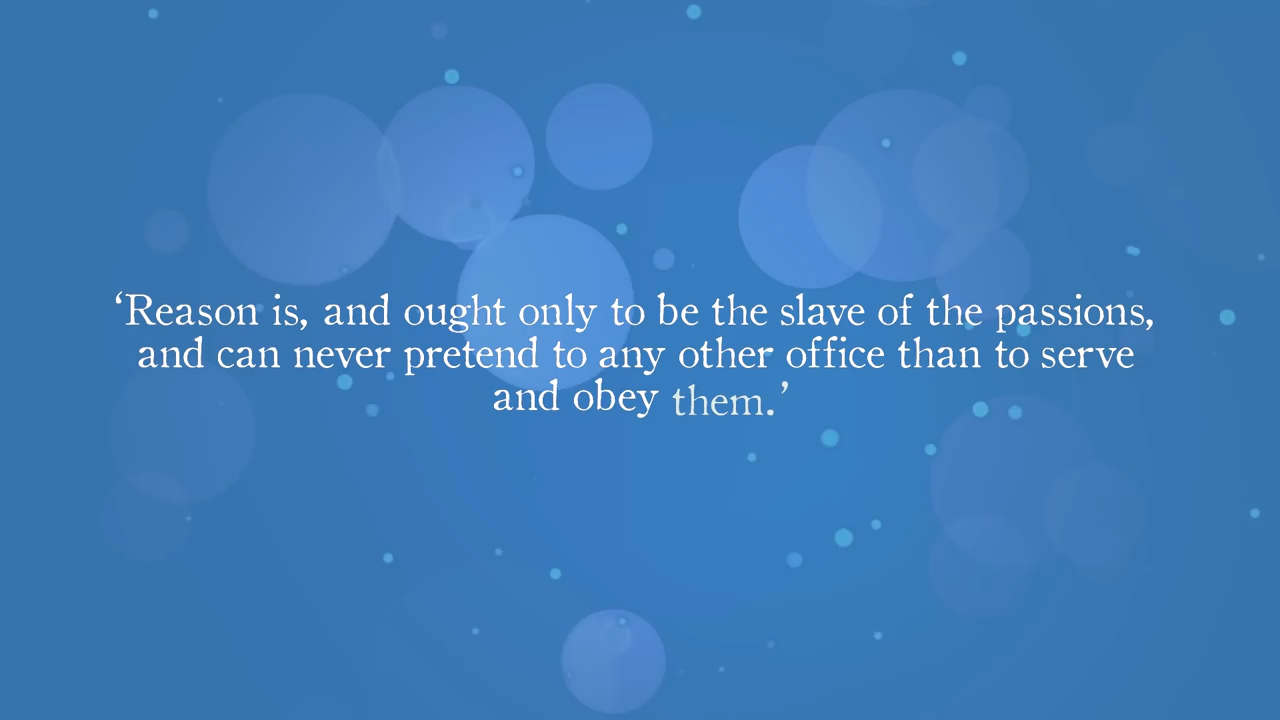 ‘Reason is, and ought only to be the slave of the passions,
and can never pretend to any other office than to serve
and obey them.’